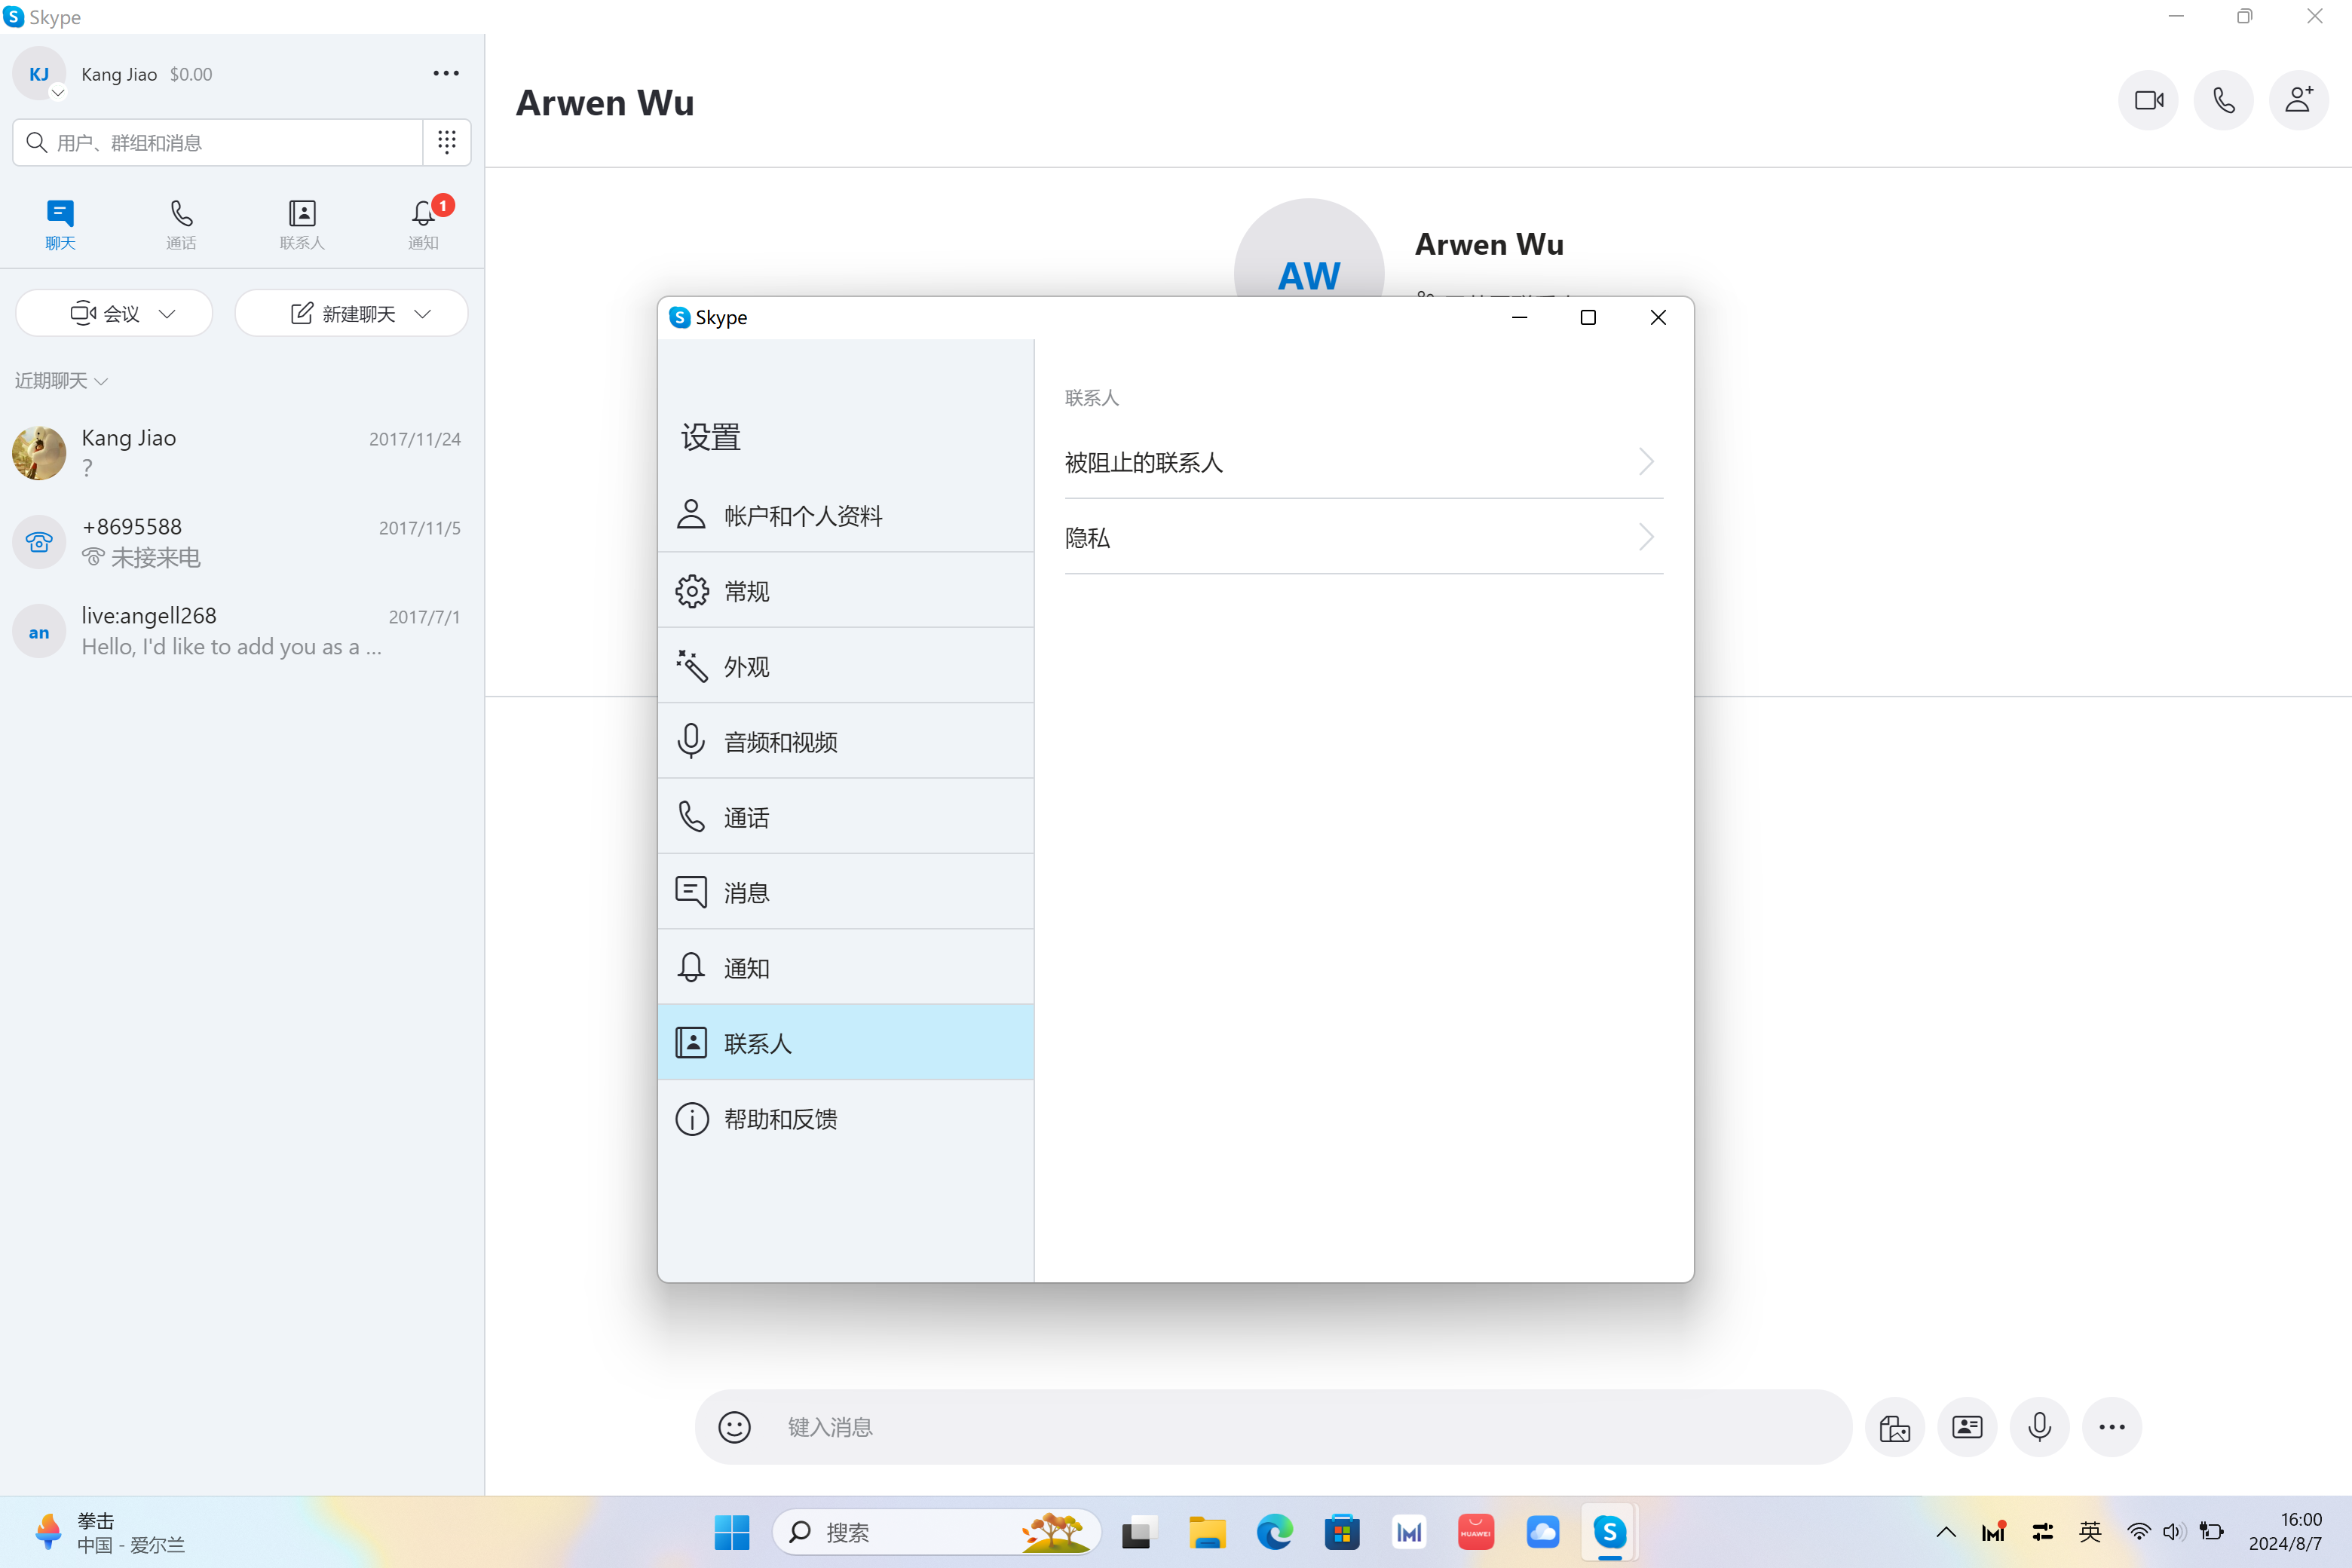 Skype
KJ
Kang Jiao $0.00
用户、群组和消息
聊天
通话
联系人
通知
1
会议
新建聊天
近期聊天
Kang Jiao
2017/11/24
?
+8695588
2017/11/5
未接来电
an
live:angell268
2017/7/1
Hello, I'd like to add you as a ...
Arwen Wu
AW
Arwen Wu
Skype
设置
帐户和个人资料
常规
外观
音频和视频
通话
消息
通知
联系人
帮助和反馈
联系人
被阻止的联系人
隐私
键入消息
拳击
中国 - 爱尔兰
搜索
HUAWEI
英
16:00
2024/8/7